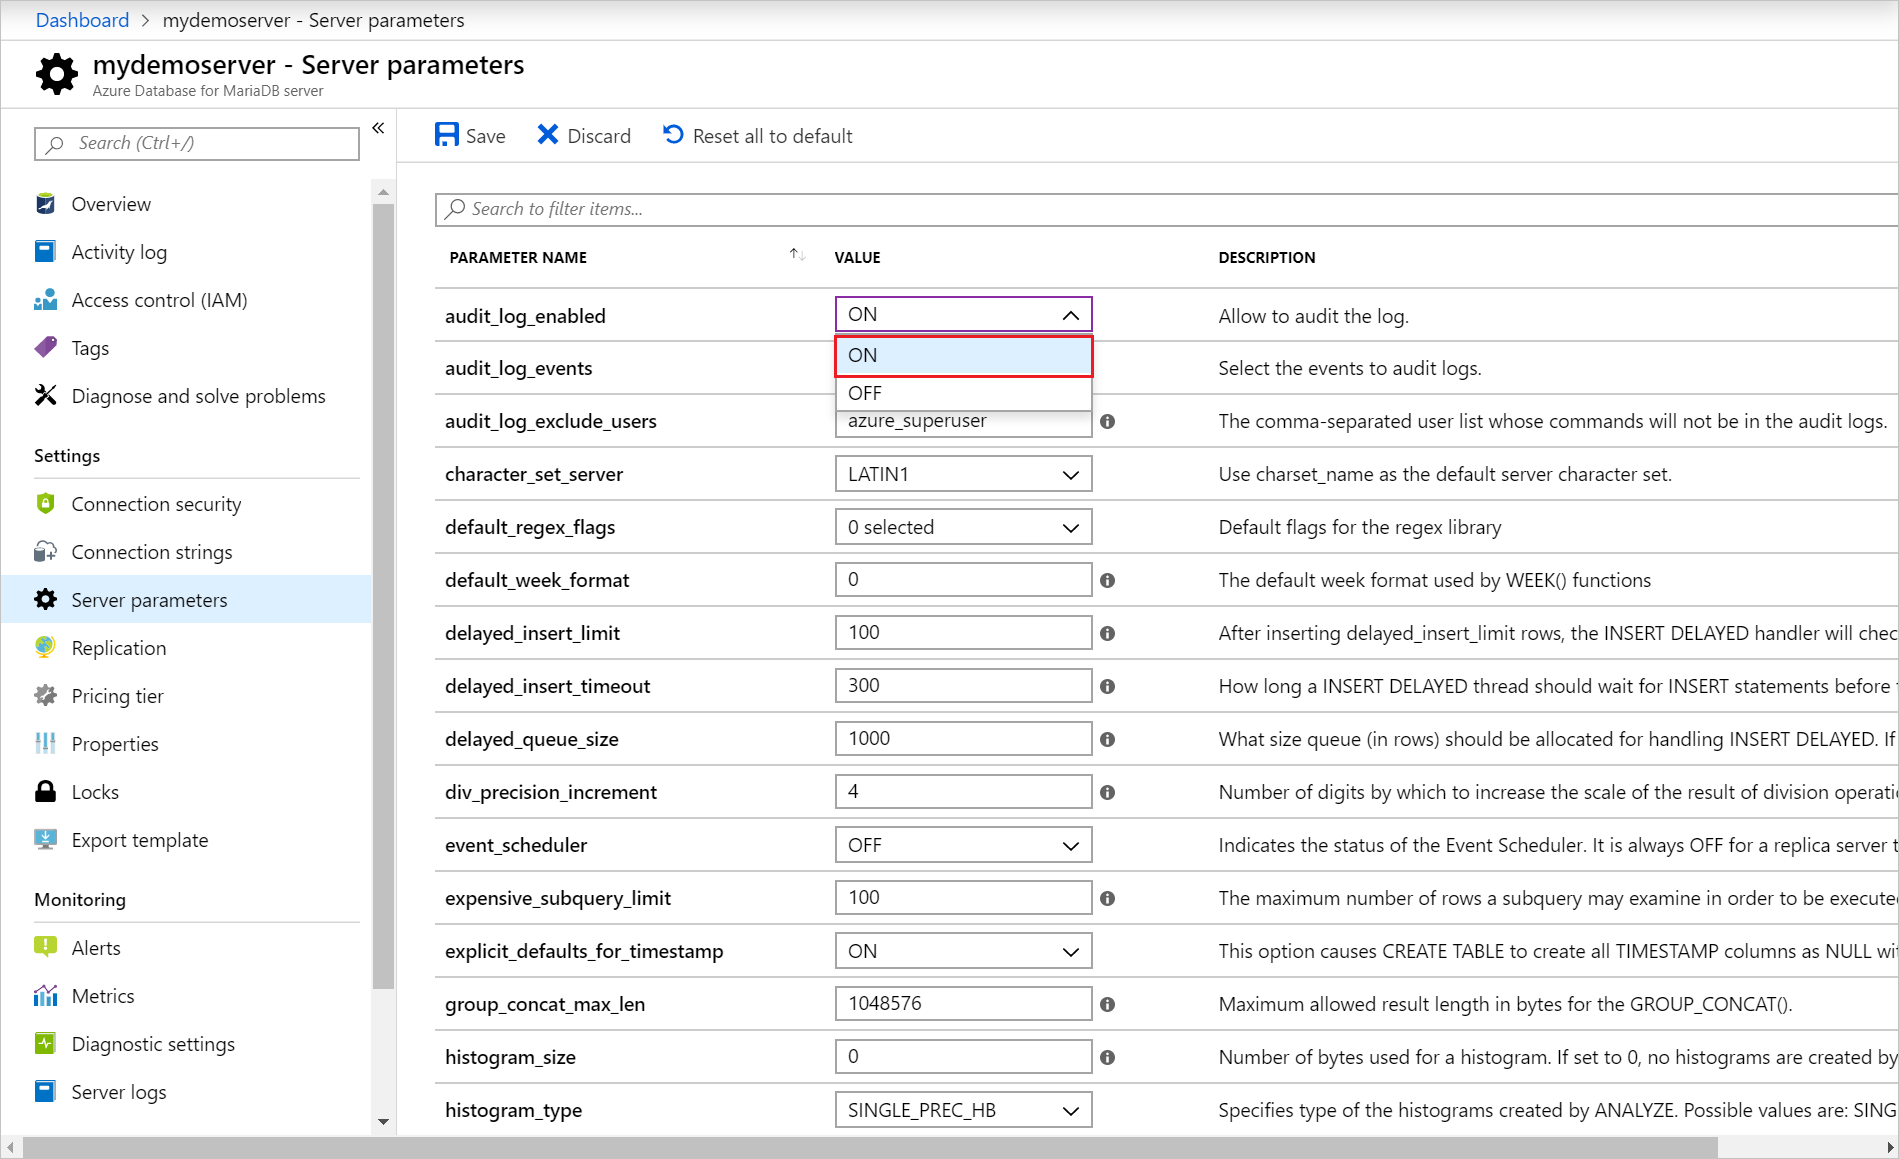 Dashboard > mydemoserver - Server parameters
mydemoserver - Server parameters
Azure Database for MariaDB server
Search (Ctrl+/)
«
Overview
Activity log
Access control (IAM)
Tags
Diagnose and solve problems
Settings
Connection security
Connection strings
Server parameters
Replication
Pricing tier
Properties
Locks
Export template
Monitoring
Alerts
Metrics
Diagnostic settings
Server logs
Save Discard Reset all to default
Search to filter items...
PARAMETER NAME VALUE DESCRIPTION
audit_log_enabled ON Allow to audit the log.
ON
audit_log_events Select the events to audit logs.
OFF
audit_log_exclude_users azure_superuser The comma-separated user list whose commands will not be in the audit logs.
character_set_server LATIN1 Use charset_name as the default server character set.
default_regex_flags 0 selected Default flags for the regex library
default_week_format 0 The default week format used by WEEK() functions
delayed_insert_limit 100 After inserting delayed_insert_limit rows, the INSERT DELAYED handler will chec
delayed_insert_timeout 300 How long a INSERT DELAYED thread should wait for INSERT statements before
delayed_queue_size 1000 What size queue (in rows) should be allocated for handling INSERT DELAYED. If
div_precision_increment 4 Number of digits by which to increase the scale of the result of division operati
event_scheduler OFF Indicates the status of the Event Scheduler. It is always OFF for a replica server t
expensive_subquery_limit 100 The maximum number of rows a subquery may examine in order to be execute
explicit_defaults_for_timestamp ON This option causes CREATE TABLE to create all TIMESTAMP columns as NULL wi
group_concat_max_len 1048576 Maximum allowed result length in bytes for the GROUP_CONCAT().
histogram_size 0 Number of bytes used for a histogram. If set to 0, no histograms are created by
histogram_type SINGLE_PREC_HB Specifies type of the histograms created by ANALYZE. Possible values are: SING